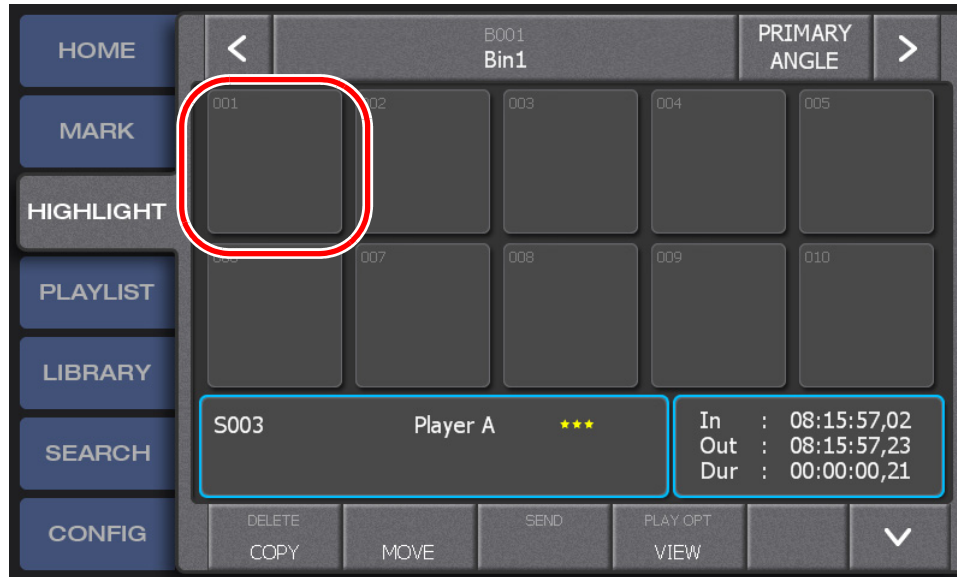 HOME
MARK
HIGHLIGHT
PLAYLIST
LIBRARY
SEARCH
CONFIG
B001
Bin1
PRIMARY
ANGLE
001 002 003 004 005
006 007 008 009 010
S003 Player A ★★★
In : 08:15:57,02
Out : 08:15:57,23
Dur : 00:00:00,21
DELETE
COPY
MOVE
SEND
PLAY OPT
VIEW